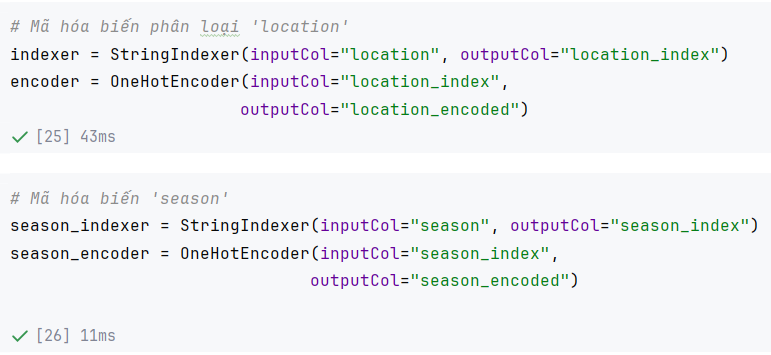 # Mã hóa biến phân loại 'location'
indexer = StringIndexer(inputCol="location", outputCol="location_index")
encoder = OneHotEncoder(inputCol="location_index",
outputCol="location_encoded")
[25] 43ms
# Mã hóa biến 'season'
season_indexer = StringIndexer(inputCol="season", outputCol="season_index")
season_encoder = OneHotEncoder(inputCol="season_index",
outputCol="season_encoded")
[26] 11ms